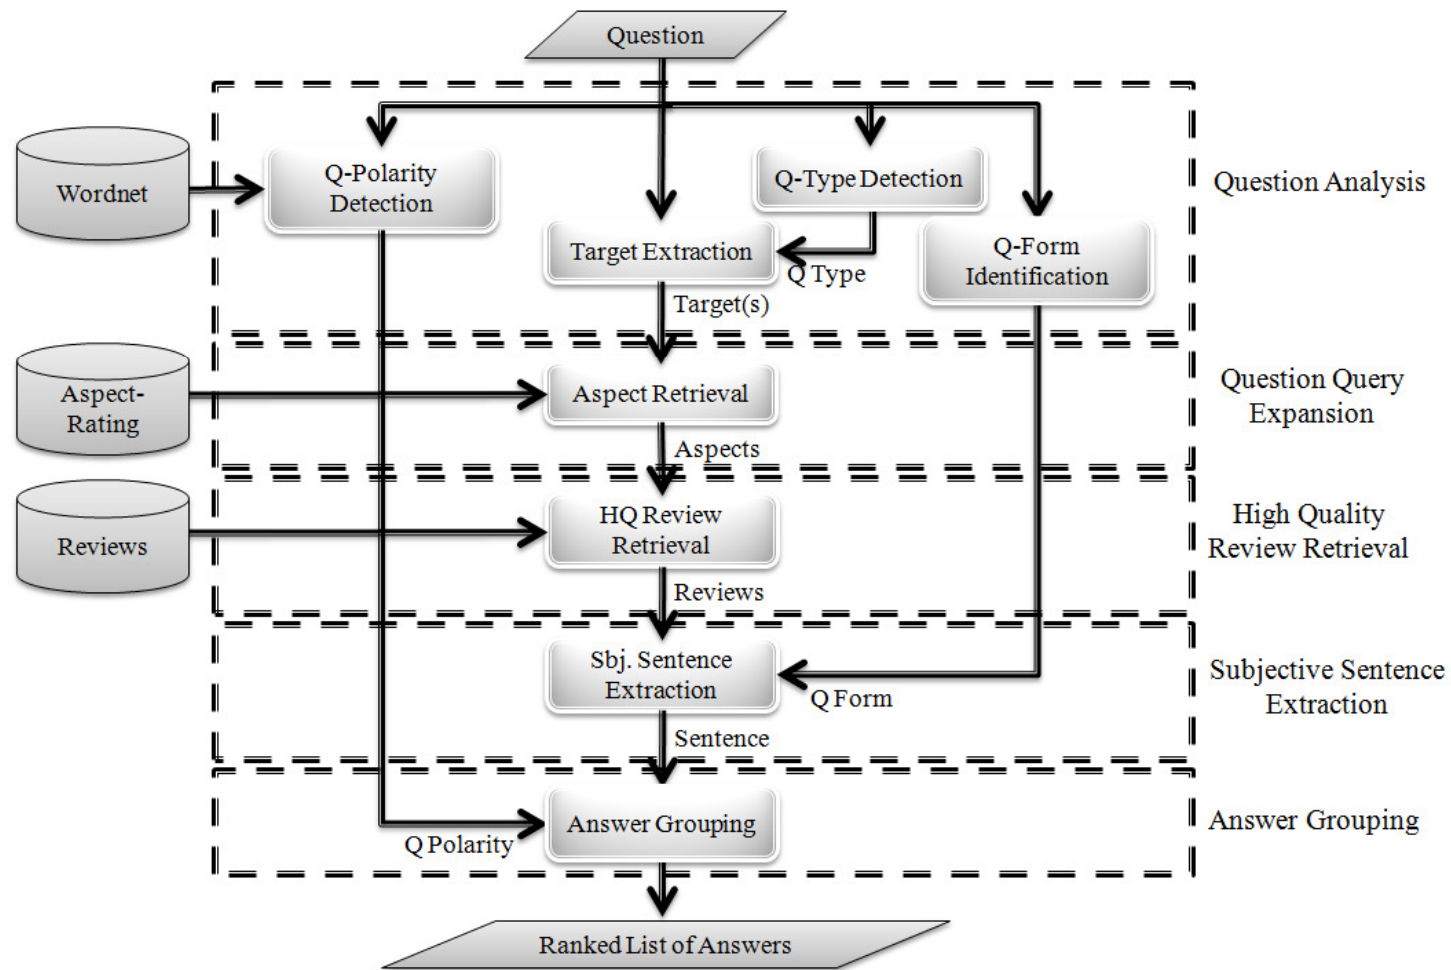 Question
Wordnet
Q-Polarity
Detection
Q-Type Detection
Question Analysis
Target Extraction
Q Type
Q-Form
Identification
Target(s)
Aspect-
Rating
Aspect Retrieval
Question Query
Expansion
Aspects
Reviews
HQ Review
Retrieval
High Quality
Review Retrieval
Reviews
Sbj. Sentence
Extraction
Q Form
Subjective Sentence
Extraction
Sentence
Answer Grouping
Q Polarity
Answer Grouping
Ranked List of Answers